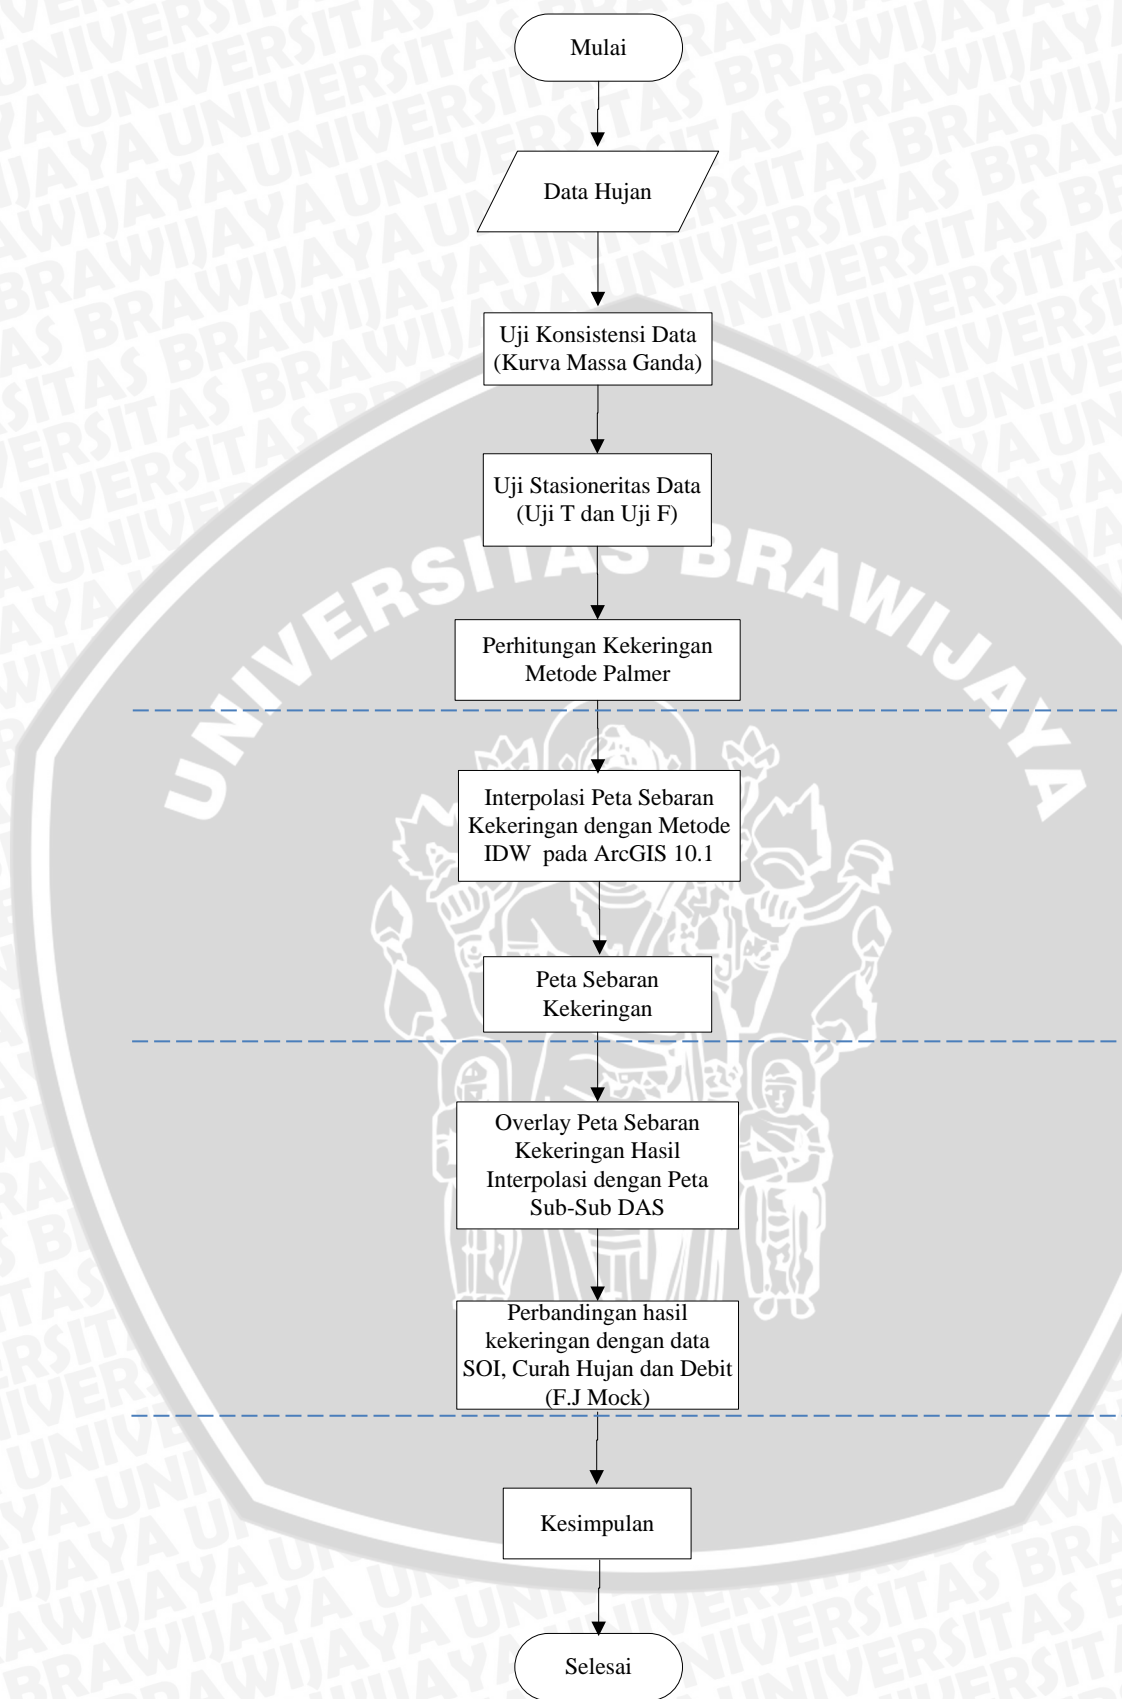 Mulai
Data Hujan
Uji Konsistensi Data
(Kurva Massa Ganda)
Uji Stasioneritas Data
(Uji T dan Uji F)
UNIVERSITAS BRAWIJAYA
Perhitungan Kekeringan
Metode Palmer
Interpolasi Peta Sebaran
Kekeringan dengan Metode
IDW pada ArcGIS 10.1
Peta Sebaran
Kekeringan
Overlay Peta Sebaran
Kekeringan Hasil
Interpolasi dengan Peta
Sub-Sub DAS
Perbandingan hasil
kekeringan dengan data
SOI, Curah Hujan dan Debit
(F.J Mock)
Kesimpulan
Selesai